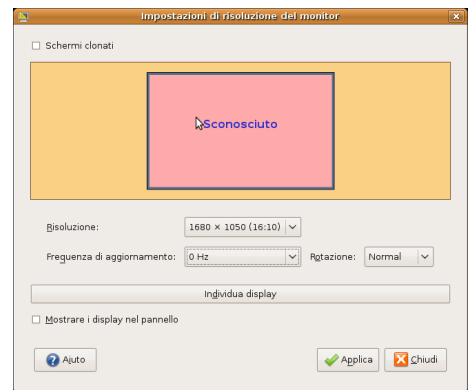 Impostazioni di risoluzione del monitor
Schermi clonati
Sconosciuto
Risoluzione: 1680 × 1050 (16:10)
Frequenza di aggiornamento: 0 Hz Rotazione: Normal
Individua display
Mostrare i display nel pannello
Aiuto Applica Chiudi